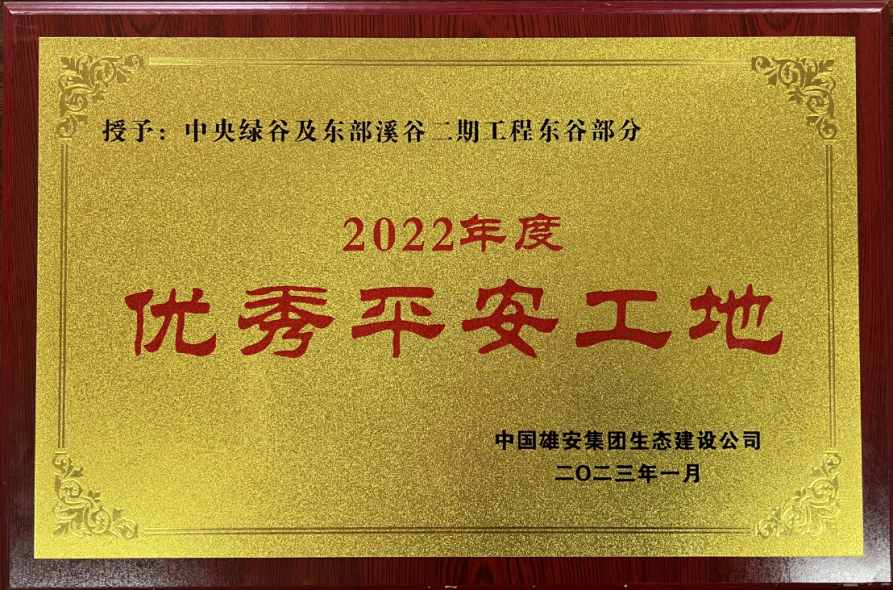 授予：中央绿谷及东部溪谷二期工程东谷部分
2022年度
优秀平安工地
中国雄安集团生态建设公司
二〇二三年一月